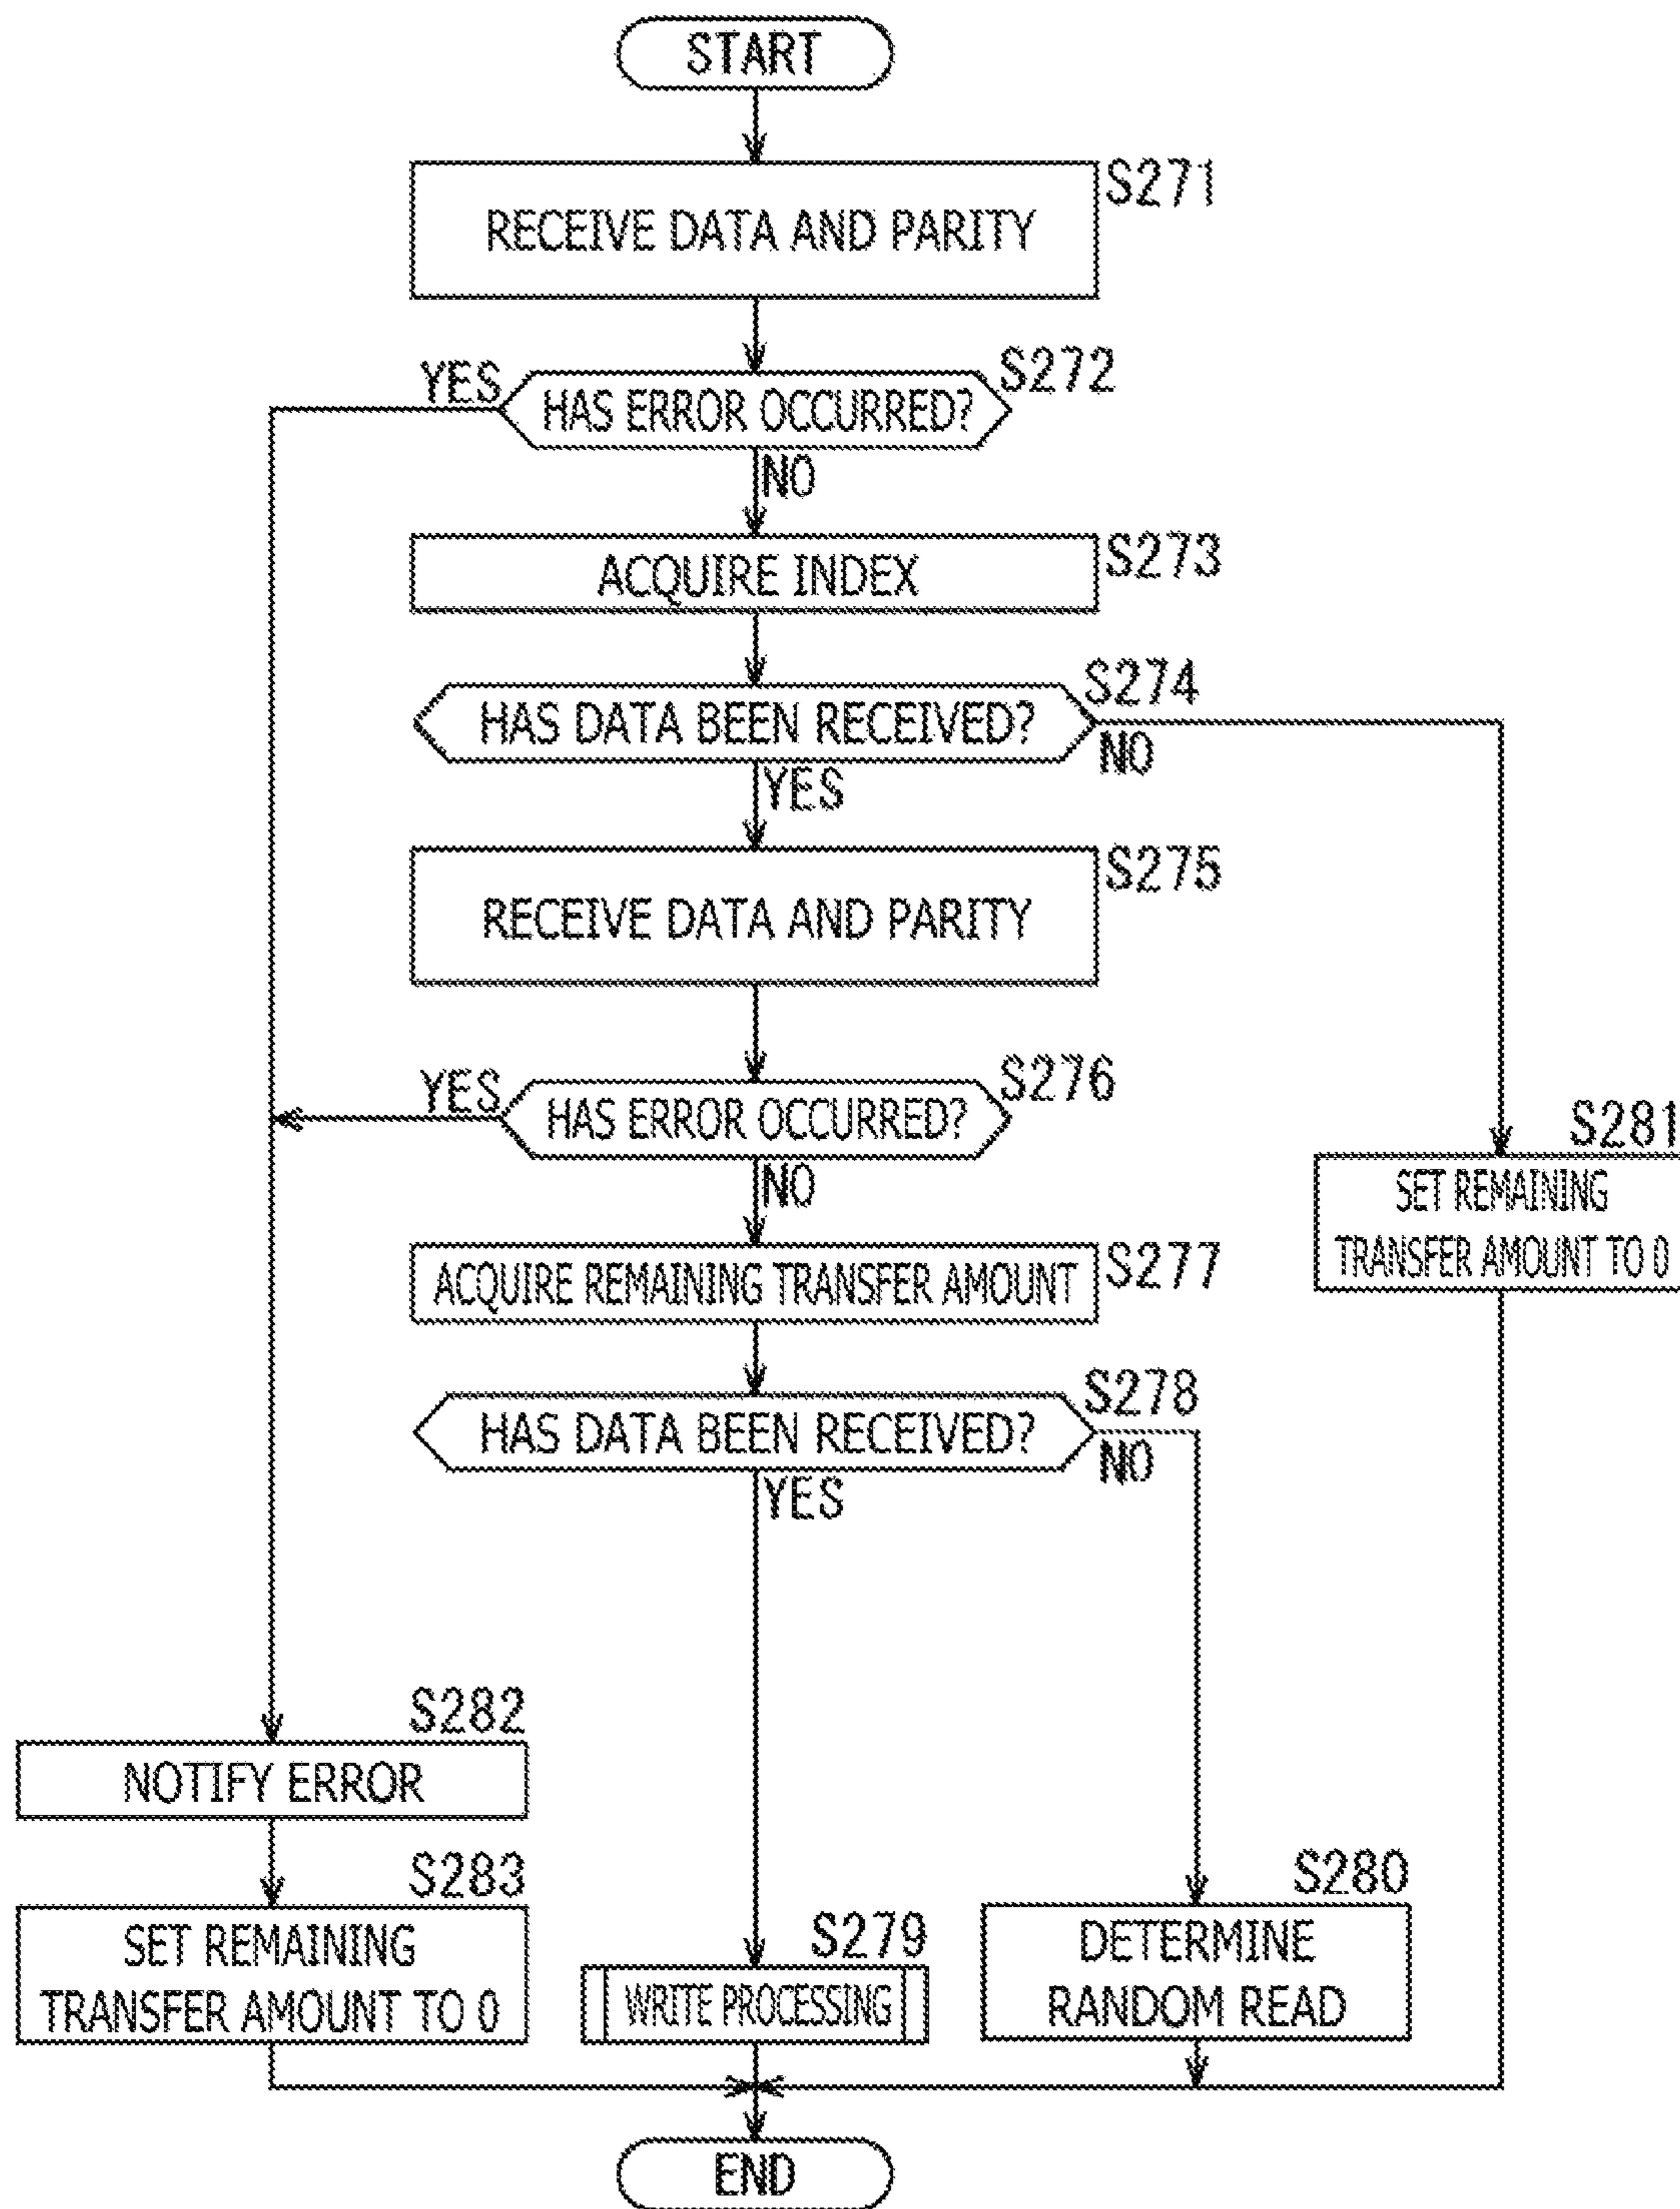 START
S271
RECEIVE DATA AND PARITY
S272
YES
HAS ERROR OCCURRED?
NO
S273
ACQUIRE INDEX
S274
HAS DATA BEEN RECEIVED?
NO
YES
S275
RECEIVE DATA AND PARITY
S276
YES
HAS ERROR OCCURRED?
NO
S281
SET REMAINING
TRANSFER AMOUNT TO 0
S277
ACQUIRE REMAINING TRANSFER AMOUNT
S278
HAS DATA BEEN RECEIVED?
NO
YES
S282
NOTIFY ERROR
S283
SET REMAINING
TRANSFER AMOUNT TO 0
S279
WRITE PROCESSING
S280
DETERMINE
RANDOM READ
END